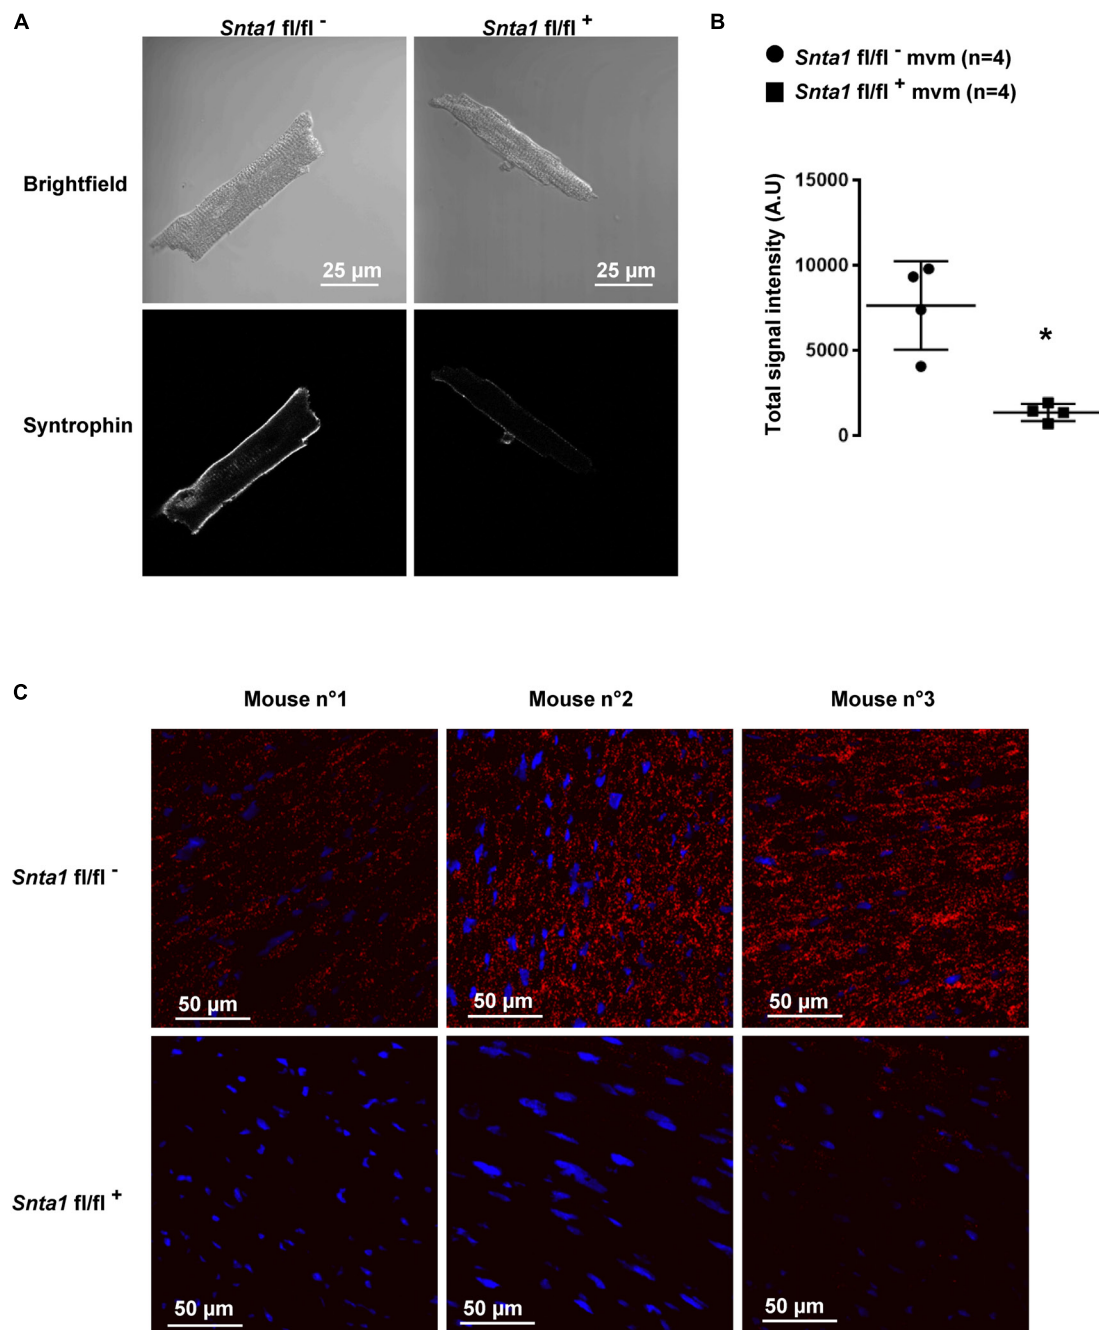 A
Snta1 fl/fl -
Snta1 fl/fl +
Brightfield
25 µm
25 µm
Syntrophin
B
Snta1 fl/fl - mvm (n=4)
Snta1 fl/fl + mvm (n=4)
Total signal intensity (A.U)
15000
10000
5000
0
*
C
Mouse n°1
Mouse n°2
Mouse n°3
Snta1 fl/fl -
50 µm
50 µm
50 µm
Snta1 fl/fl +
50 µm
50 µm
50 µm